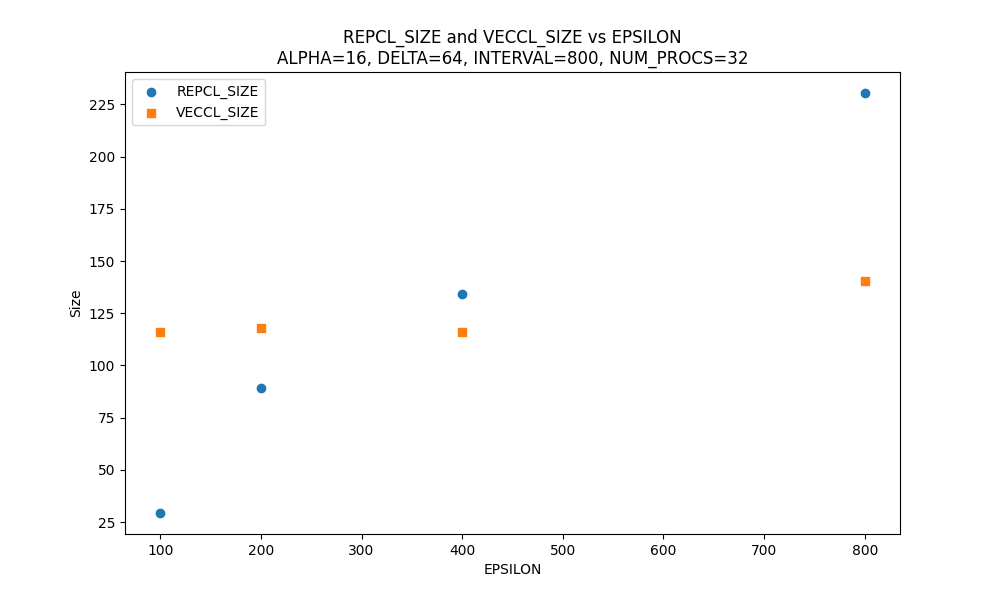 REPCL_SIZE and VECCL_SIZE vs EPSILON
ALPHA=16, DELTA=64, INTERVAL=800, NUM_PROCS=32
REPCL_SIZE
VECCL_SIZE
225
200
175
150
125
100
75
50
25
Size
100 200 300 400 500 600 700 800
EPSILON